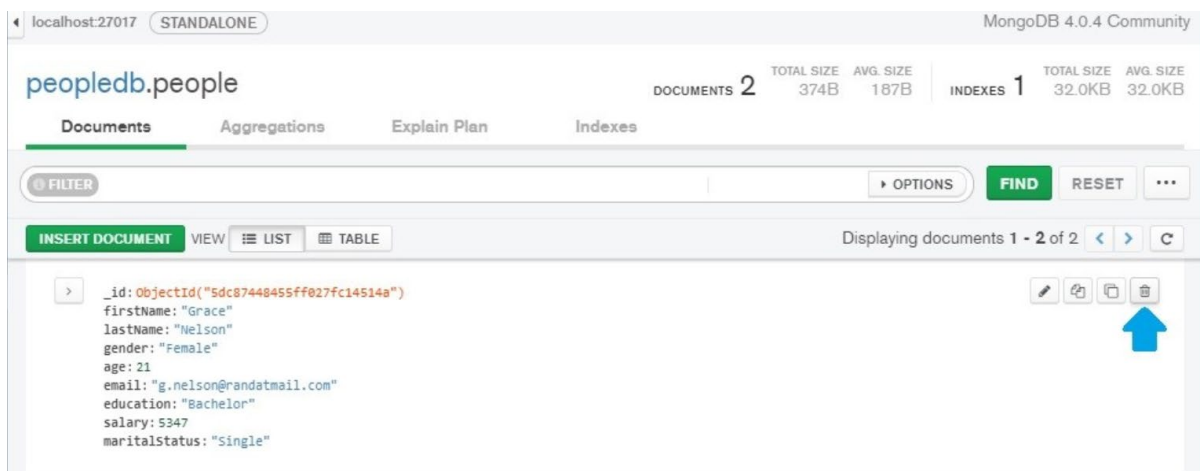 localhost:27017 STANDALONE MongoDB 4.0.4 Community
peopledb.people DOCUMENTS 2 TOTAL SIZE 374B AVG. SIZE 187B INDEXES 1 TOTAL SIZE 32.0KB AVG. SIZE 32.0KB
Documents Aggregations Explain Plan Indexes
FILTER OPTIONS FIND RESET ...
INSERT DOCUMENT VIEW LIST TABLE Displaying documents 1 - 2 of 2
_id: ObjectId("5dc87448455ff027fc14514a")
firstName: "Grace"
lastName: "Nelson"
gender: "Female"
age: 21
email: "g.nelson@randatmail.com"
education: "Bachelor"
salary: 5347
maritalStatus: "Single"